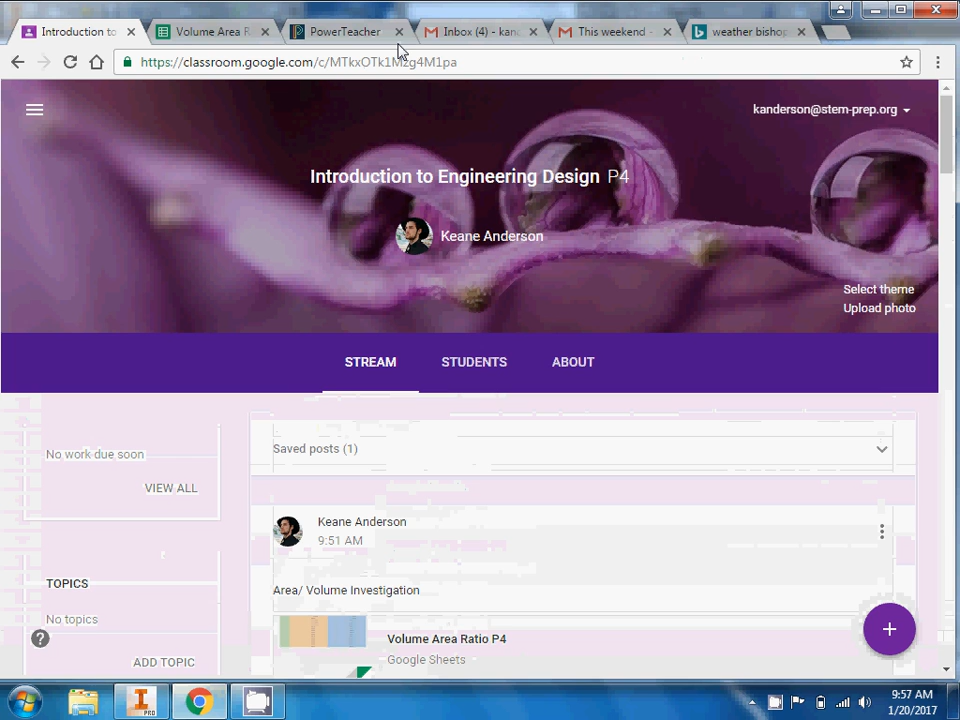 Introduction to
Volume Area R
PowerTeacher
Inbox (4) - kan
This weekend -
weather bishop
https://classroom.google.com/c/MTkxOTk1Mzg4M1pa
kanderson@stem-prep.org
Introduction to Engineering Design P4
Keane Anderson
Select theme
Upload photo
STREAM STUDENTS ABOUT
No work due soon
VIEW ALL
TOPICS
No topics
ADD TOPIC
Saved posts (1)
Keane Anderson
9:51 AM
Area/ Volume Investigation
Volume Area Ratio P4
Google Sheets
PRO
9:57 AM
1/20/2017